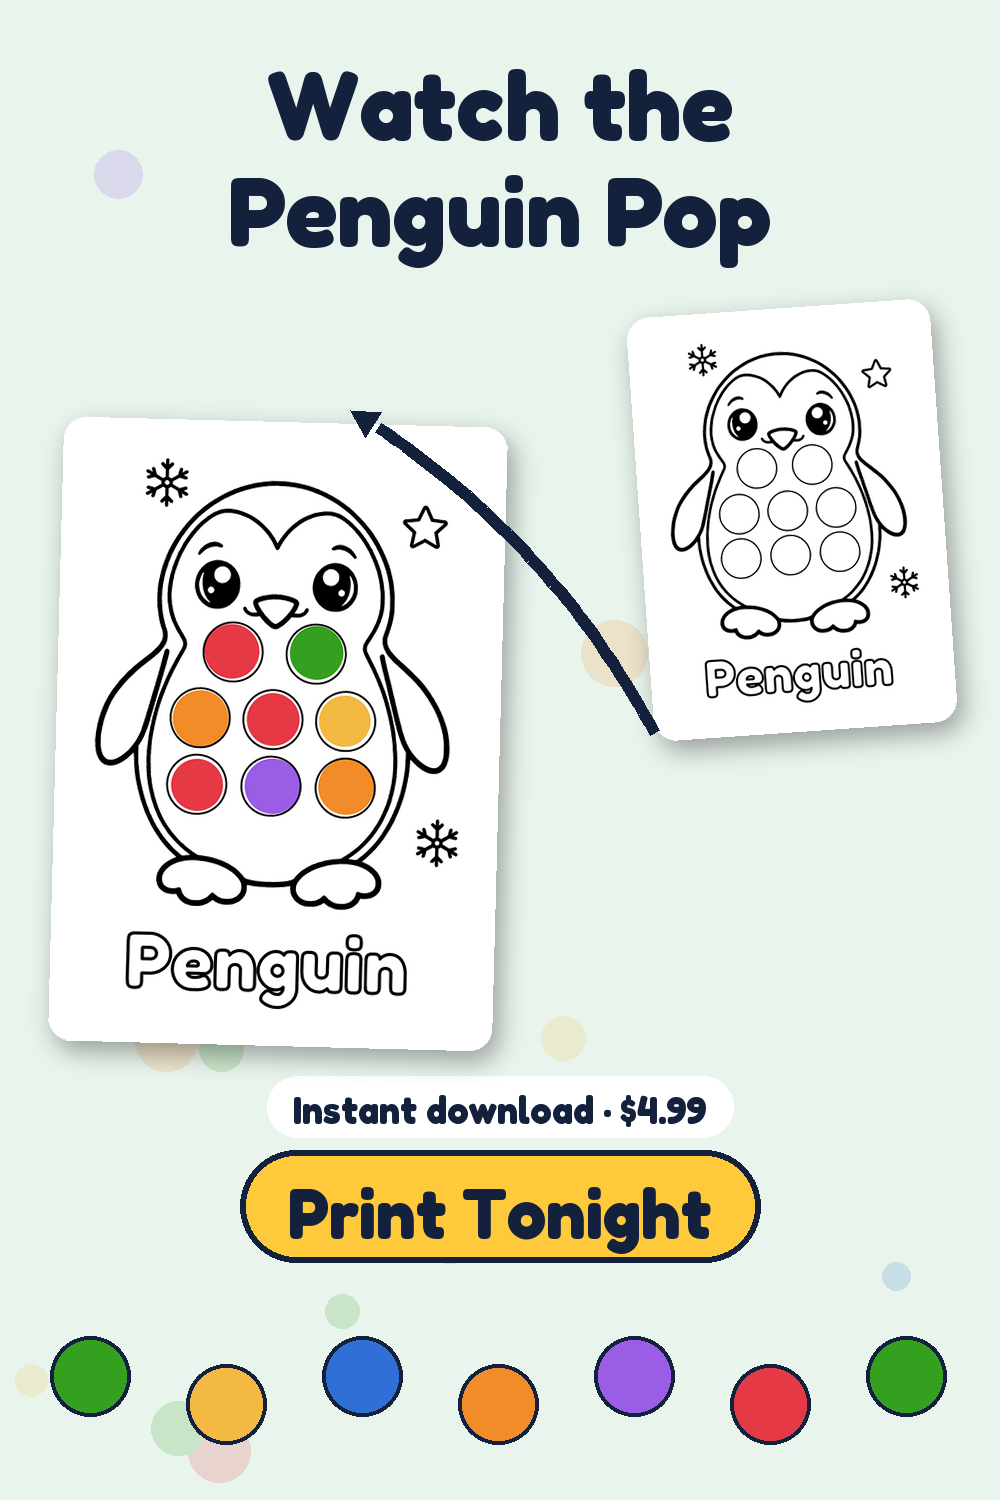 Watch the
Penguin Pop
Penguin
Penguin
Instant download · $4.99
Print Tonight